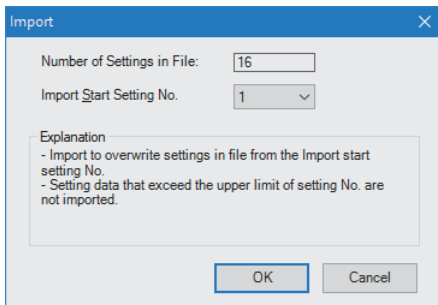 Import
Number of Settings in File: 16
Import Start Setting No. 1
Explanation
- Import to overwrite settings in file from the Import start
setting No.
- Setting data that exceed the upper limit of setting No. are
not imported.
OK Cancel